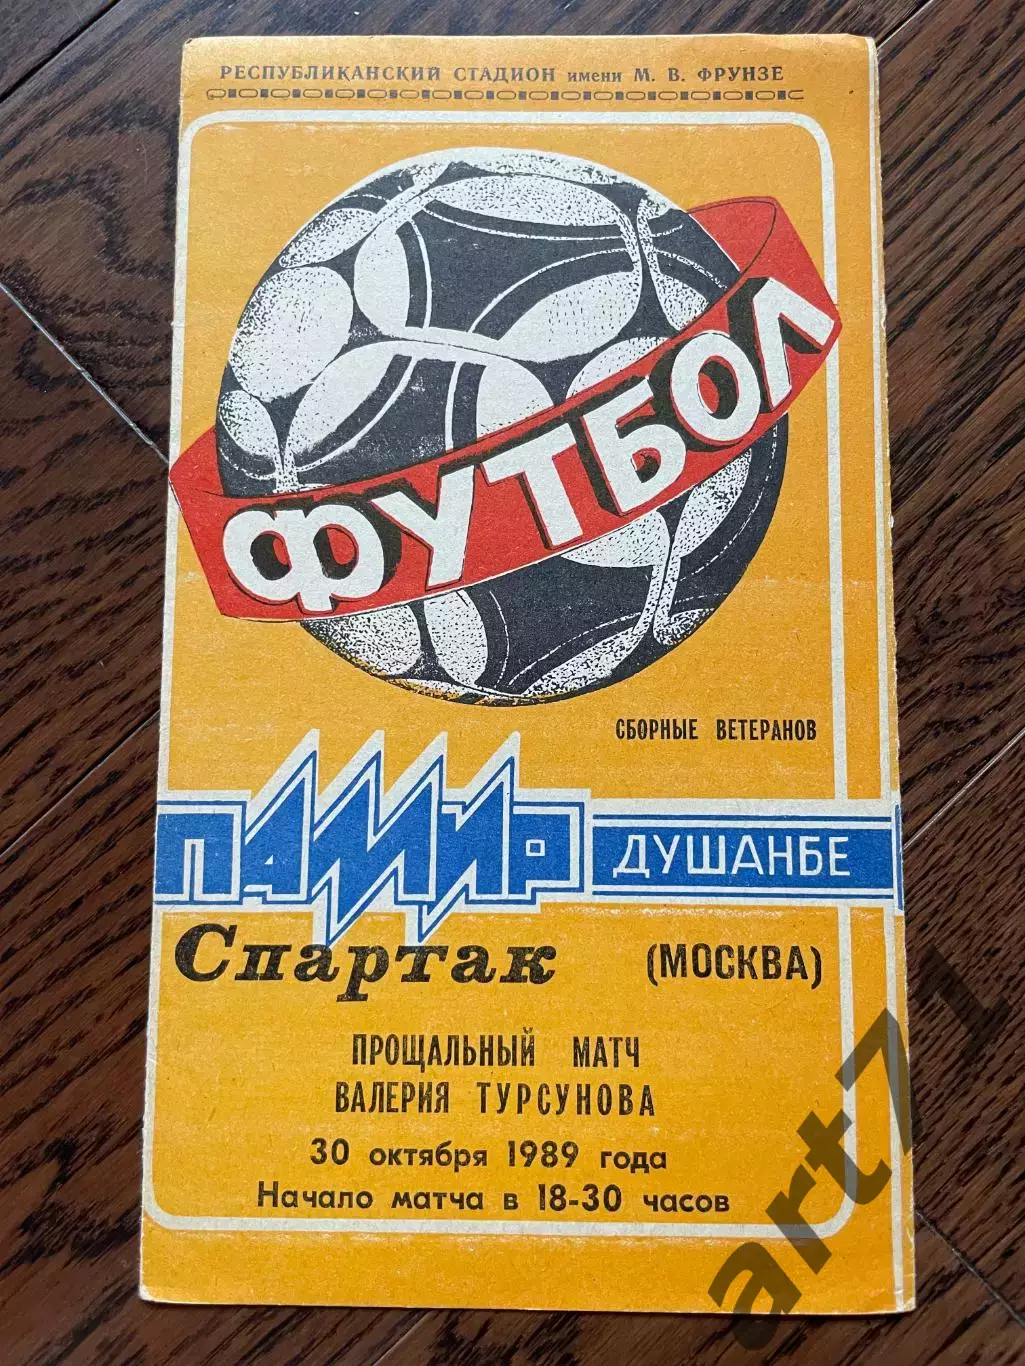 РЕСПУБЛИКАНСКИЙ СТАДИОН имени М. В. ФРУНЗЕ
ФУТБОЛ
СБОРНЫЕ ВЕТЕРАНОВ
ПАМИР ДУШАНБЕ
Спартак (МОСКВА)
ПРОЩАЛЬНЫЙ МАТЧ
ВАЛЕРИЯ ТУРСУНОВА
30 октября 1989 года
Начало матча в 18-30 часов
art71